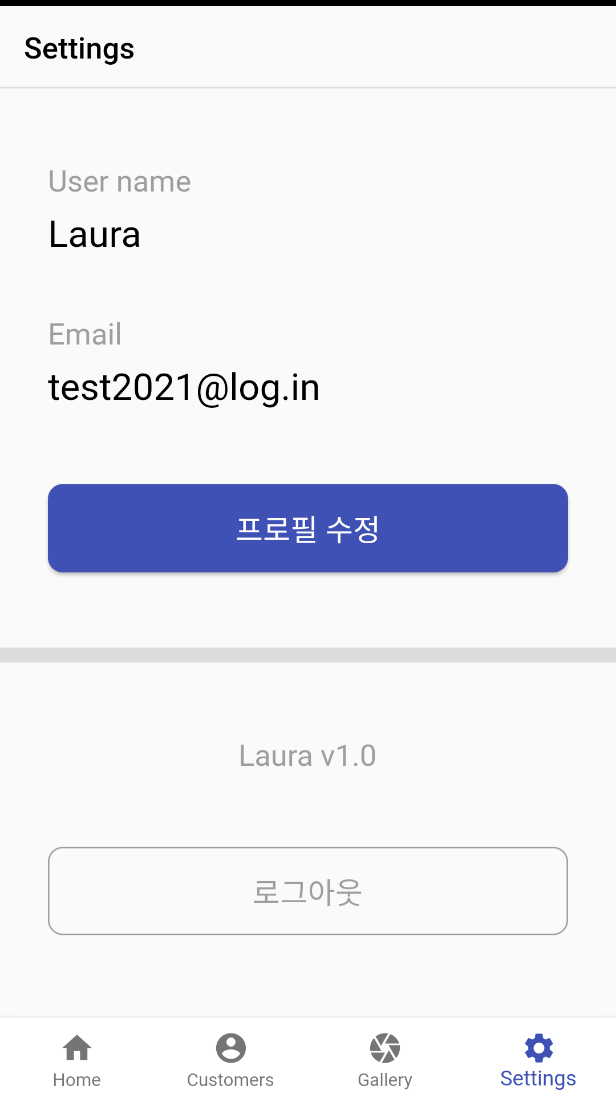 Settings
User name
Laura
Email
test2021@log.in
프로필 수정
Laura v1.0
로그아웃
Home
Customers
Gallery
Settings